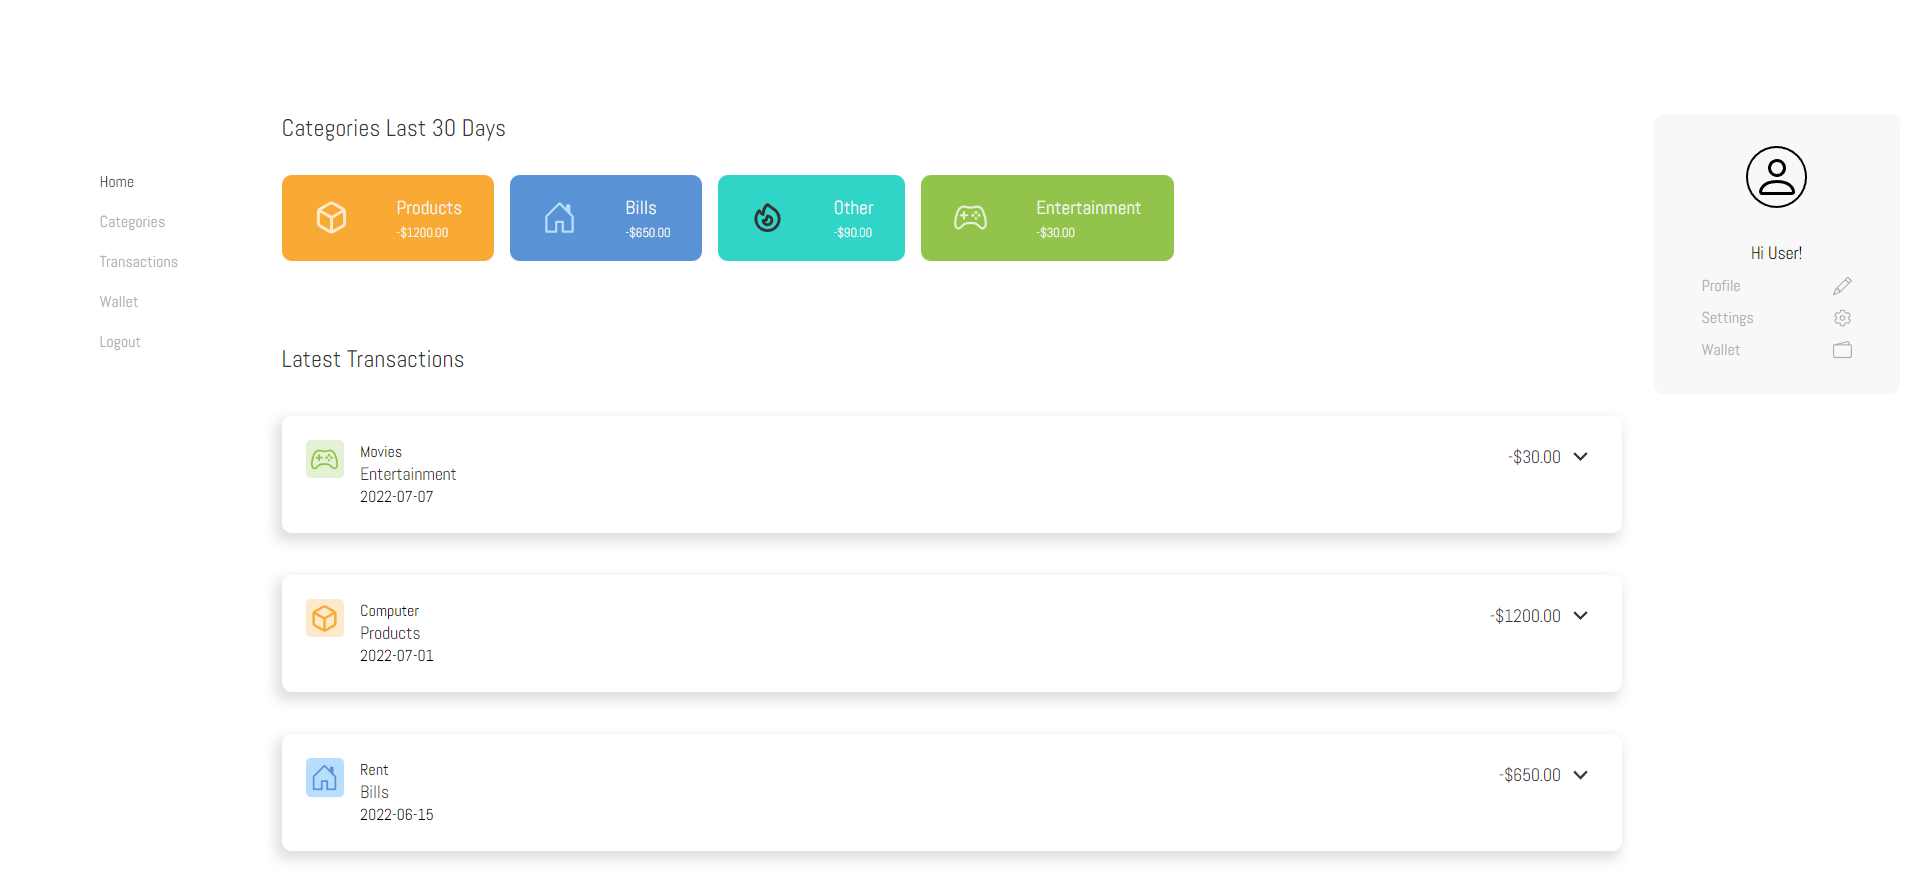 Home
Categories
Transactions
Wallet
Logout
Categories Last 30 Days
Products
-$1200.00
Bills
-$650.00
Other
-$90.00
Entertainment
-$30.00
Latest Transactions
Movies
Entertainment
2022-07-07
-$30.00
Computer
Products
2022-07-01
-$1200.00
Rent
Bills
2022-06-15
-$650.00
Hi User!
Profile
Settings
Wallet